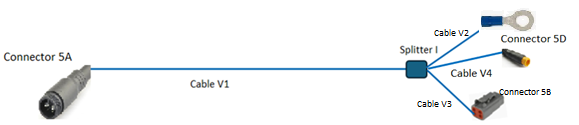 Connector 5A
Cable V1
Splitter I
Cable V2
Connector 5D
Cable V4
Connector 5B
Cable V3